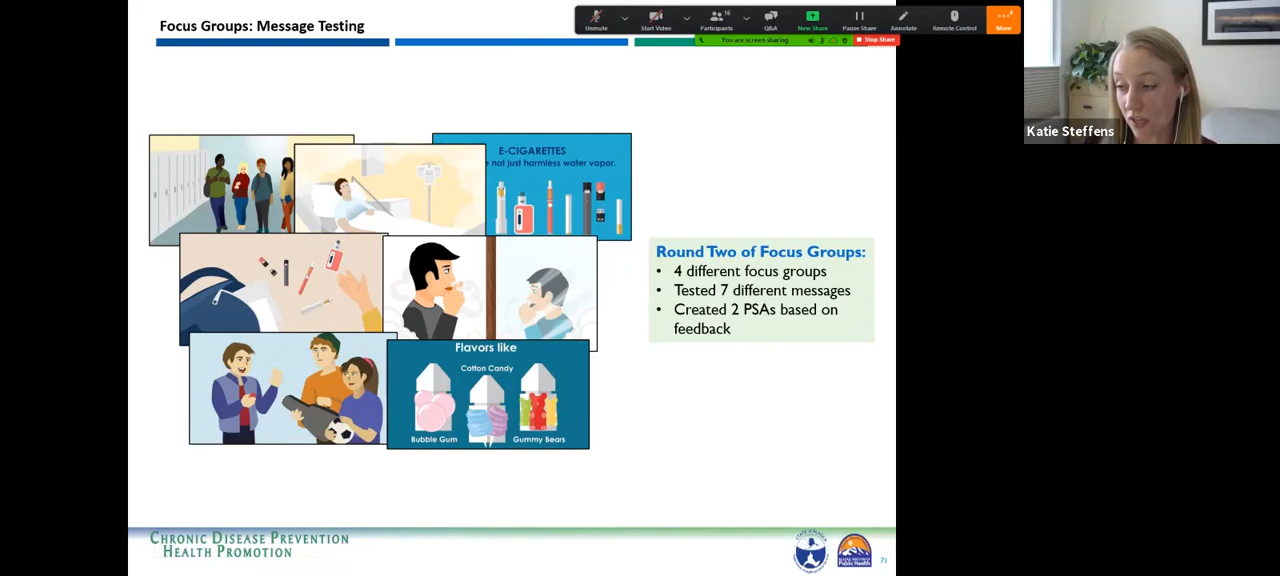 Focus Groups: Message Testing
Unmute
Start Video
16
Participants
Q&A
New Share
Pause Share
Annotate
Remote Control
More
You are screen sharing
Stop Share
Katie Steffens
E-CIGARETTES
not just harmless water vapor.
Round Two of Focus Groups:
• 4 different focus groups
• Tested 7 different messages
• Created 2 PSAs based on
feedback
Flavors like
Cotton Candy
Bubble Gum
Gummy Bears
CHRONIC DISEASE PREVENTION
HEALTH PROMOTION
Public Health
71